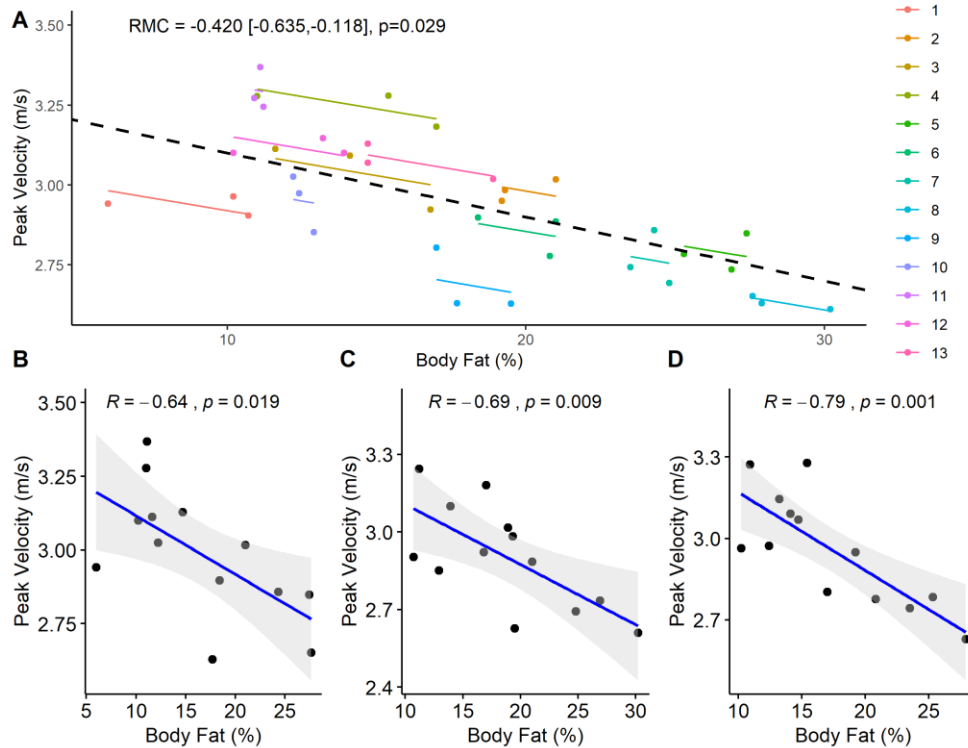 A
RMC = -0.420 [-0.635,-0.118], p=0.029
3.50
3.25
3.00
2.75
Peak Velocity (m/s)
10
20
30
Body Fat (%)
1
2
3
4
5
6
7
8
9
10
11
12
13
B
R = −0.64 , p = 0.019
3.50
3.25
3.00
2.75
Peak Velocity (m/s)
5
10
15
20
25
Body Fat (%)
C
R = −0.69 , p = 0.009
3.3
3.0
2.7
2.4
Peak Velocity (m/s)
10
15
20
25
30
Body Fat (%)
D
R = −0.79 , p = 0.001
3.3
3.0
2.7
Peak Velocity (m/s)
10
15
20
25
Body Fat (%)